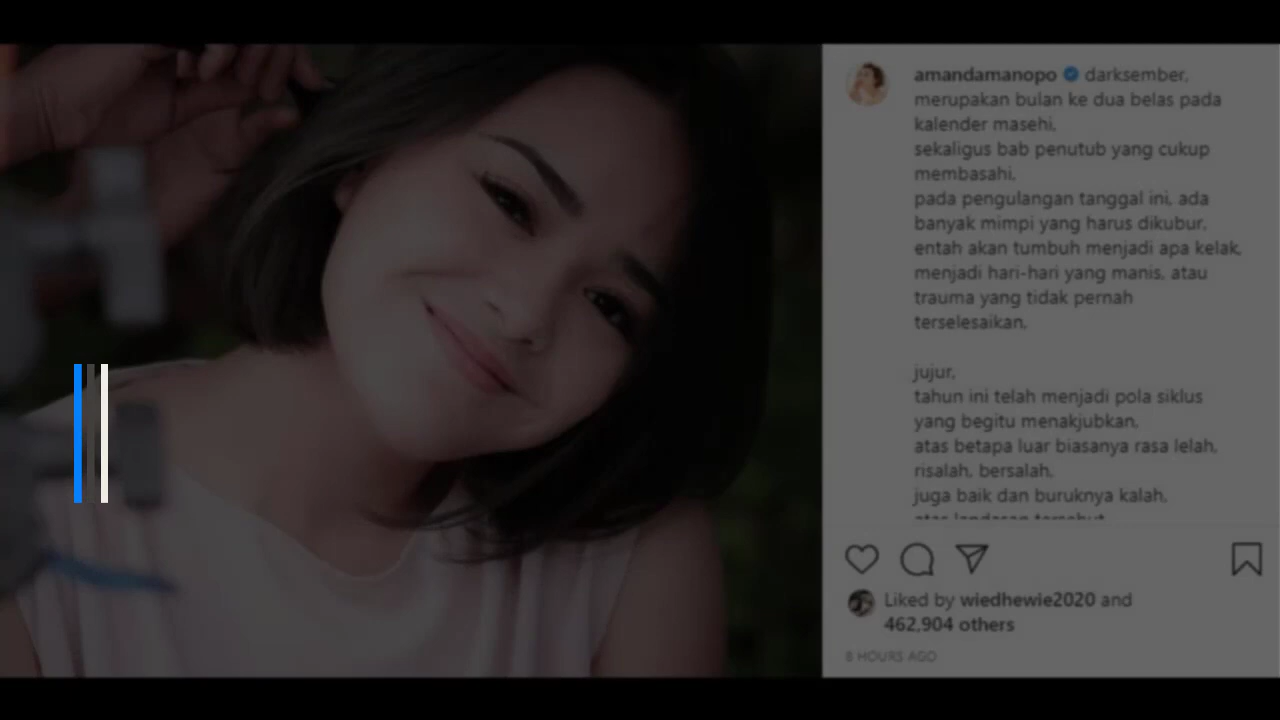 amandamanopo darksember,
merupakan bulan ke dua belas pada
kalender masehi,
sekaligus bab penutub yang cukup
membasahi,
pada pengulangan tanggal ini, ada
banyak mimpi yang harus dikubur,
entah akan tumbuh menjadi apa kelak,
menjadi hari-hari yang manis, atau
trauma yang tidak pernah
terselesaikan,
jujur,
tahun ini telah menjadi pola siklus
yang begitu menakjubkan,
atas betapa luar biasanya rasa lelah,
risalah, bersalah,
juga baik dan buruknya kalah,
atas landasan tersebut
Liked by wiedhewie2020 and
462,904 others
8 HOURS AGO